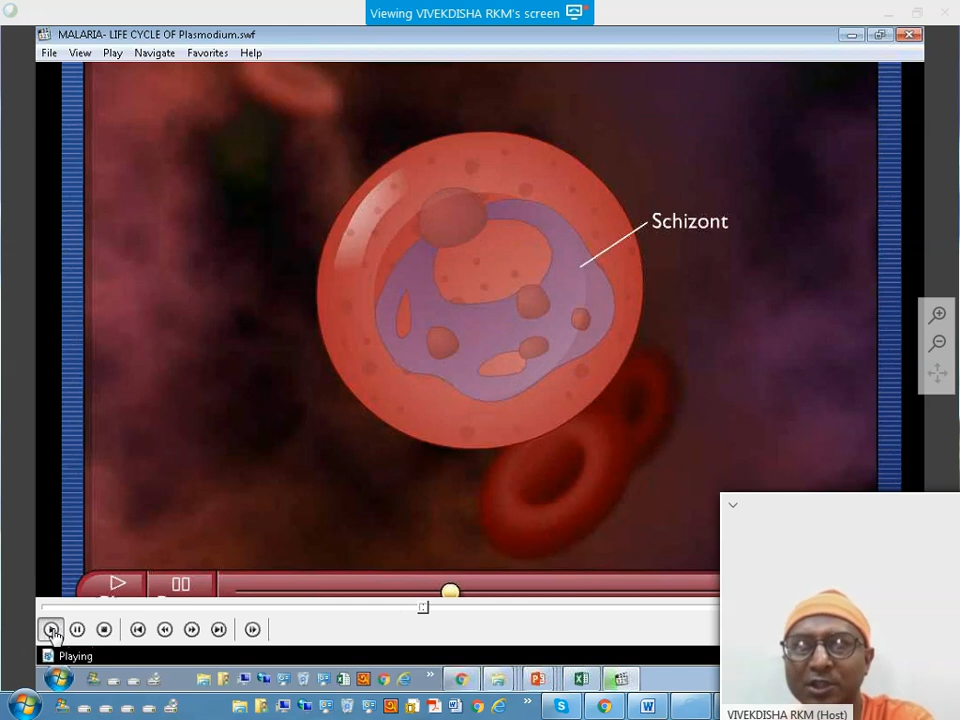 Viewing VIVEKDISHA RKM's screen
MALARIA- LIFE CYCLE OF Plasmodium.swf
File View Play Navigate Favorites Help
Schizont
Playing
VIVEKDISHA RKM (Host)